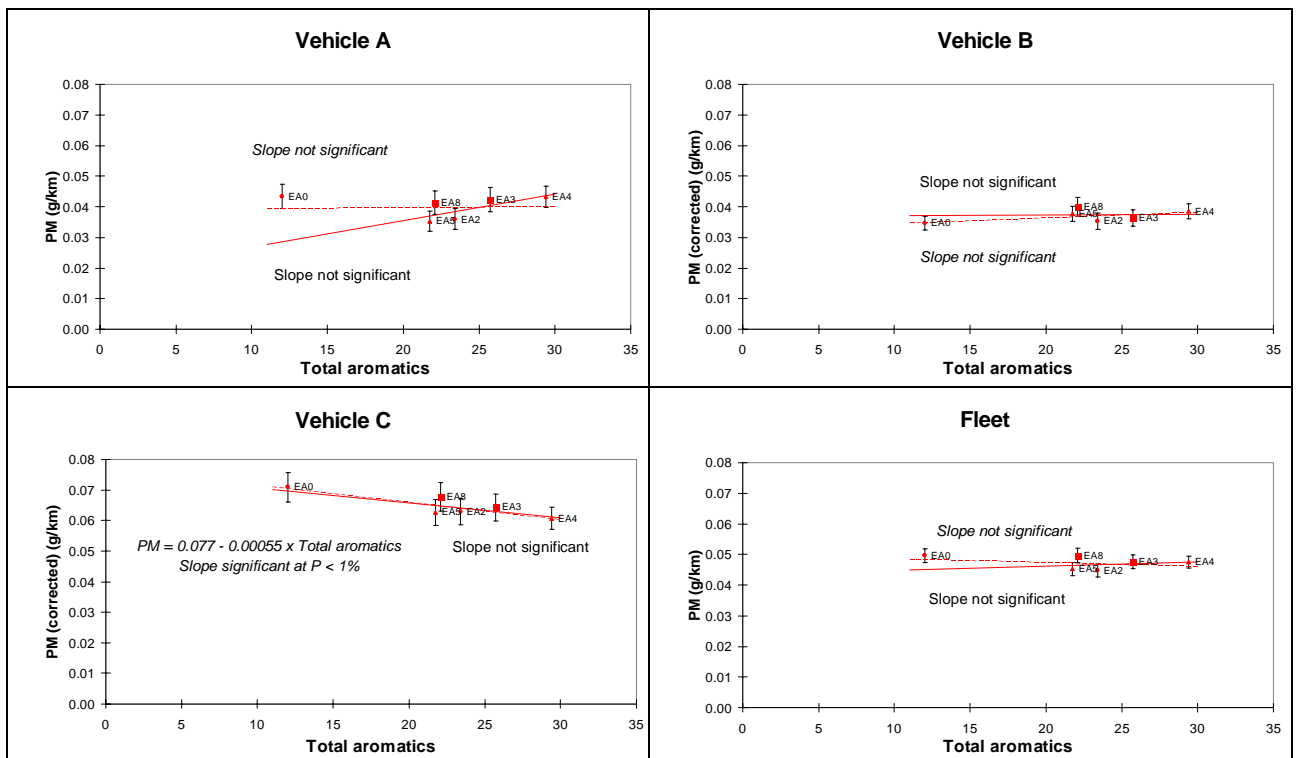 Vehicle A
PM (g/km)
0.08
0.07
0.06
0.05
0.04
0.03
0.02
0.01
0.00
Slope not significant
EA0
EA8
EA3
EA4
EA5
EA2
Slope not significant
0 5 10 15 20 25 30 35
Total aromatics
Vehicle B
PM (corrected) (g/km)
0.08
0.07
0.06
0.05
0.04
0.03
0.02
0.01
0.00
Slope not significant
EA8
EA5
EA4
EA0
EA2
EA3
Slope not significant
0 5 10 15 20 25 30 35
Total aromatics
Vehicle C
PM (corrected) (g/km)
0.08
0.07
0.06
0.05
0.04
0.03
0.02
0.01
0.00
EA0
EA8
EA5
EA2
EA3
EA4
PM = 0.077 - 0.00055 x Total aromatics
Slope significant at P < 1%
Slope not significant
0 5 10 15 20 25 30 35
Total aromatics
Fleet
PM (corrected) (g/km)
0.08
0.07
0.06
0.05
0.04
0.03
0.02
0.01
0.00
Slope not significant
EA0
EA8
EA5
EA2
EA3
EA4
Slope not significant
0 5 10 15 20 25 30 35
Total aromatics